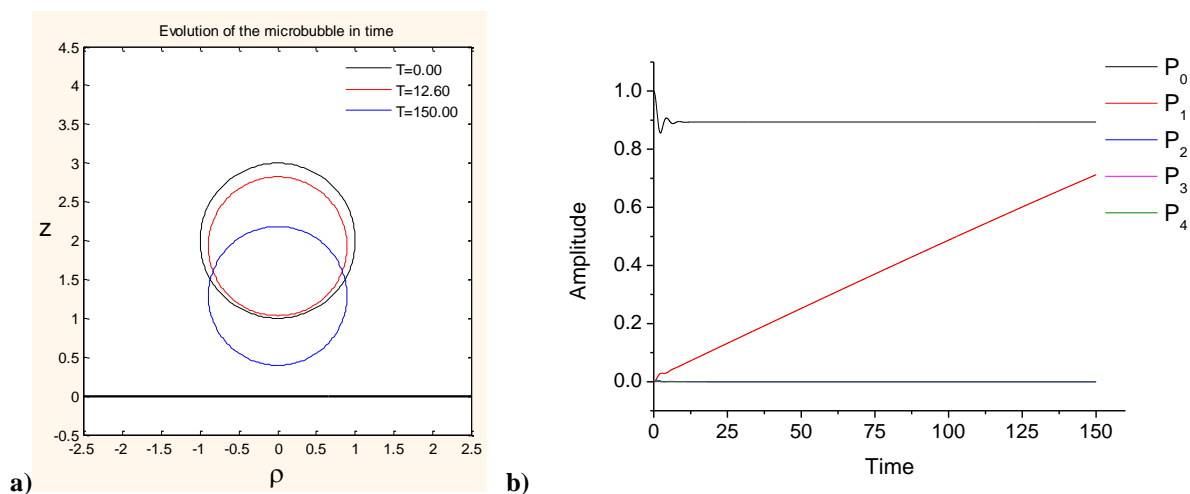 Evolution of the microbubble in time
4.5
4
3.5
3
2.5
2
1.5
1
0.5
0
-0.5
z
T=0.00
T=12.60
T=150.00
-2.5 -2 -1.5 -1 -0.5 0 0.5 1 1.5 2 2.5
ρ
a)
1.0
0.8
0.6
0.4
0.2
0.0
Amplitude
P₀
P₁
P₂
P₃
P₄
0 25 50 75 100 125 150
Time
b)